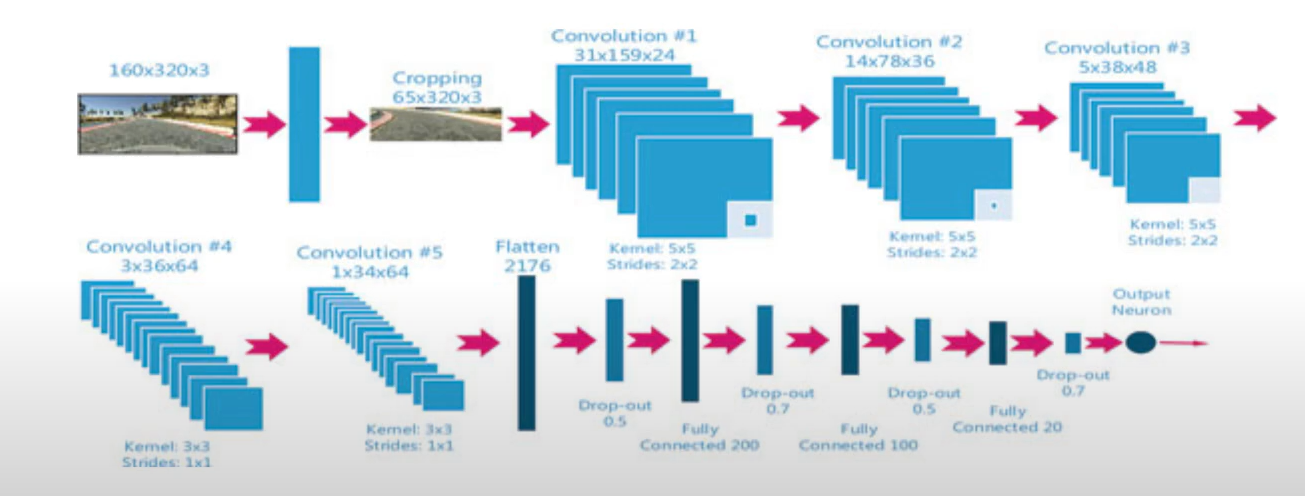 160x320x3
Cropping
65x320x3
Convolution #1
31x159x24
Kernel: 5x5
Strides: 2x2
Convolution #2
14x78x36
Kernel: 5x5
Strides: 2x2
Convolution #3
5x38x48
Kernel: 5x5
Strides: 2x2
Convolution #4
3x36x64
Kernel: 3x3
Strides: 1x1
Convolution #5
1x34x64
Kernel: 3x3
Strides: 1x1
Flatten
2176
Drop-out
0.5
Fully
Connected 200
Drop-out
0.7
Fully
Connected 100
Drop-out
0.5
Fully
Connected 20
Drop-out
0.7
Output
Neuron